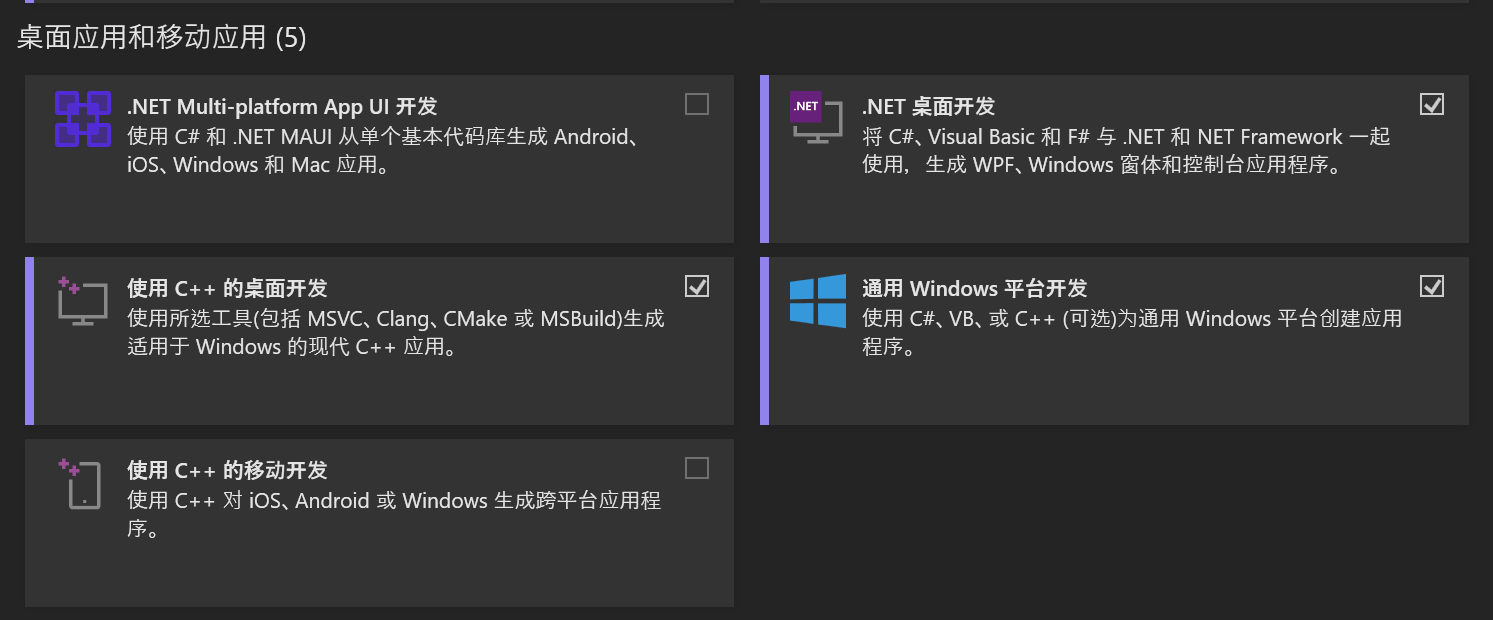 桌面应用和移动应用 (5)
.NET Multi-platform App UI 开发
使用 C# 和 .NET MAUI 从单个基本代码库生成 Android、
iOS、Windows 和 Mac 应用。
.NET
.NET 桌面开发
将 C#、Visual Basic 和 F# 与 .NET 和 NET Framework 一起
使用，生成 WPF、Windows 窗体和控制台应用程序。
使用 C++ 的桌面开发
使用所选工具(包括 MSVC、Clang、CMake 或 MSBuild)生成
适用于 Windows 的现代 C++ 应用。
通用 Windows 平台开发
使用 C#、VB、或 C++ (可选)为通用 Windows 平台创建应用
程序。
使用 C++ 的移动开发
使用 C++ 对 iOS、Android 或 Windows 生成跨平台应用程
序。